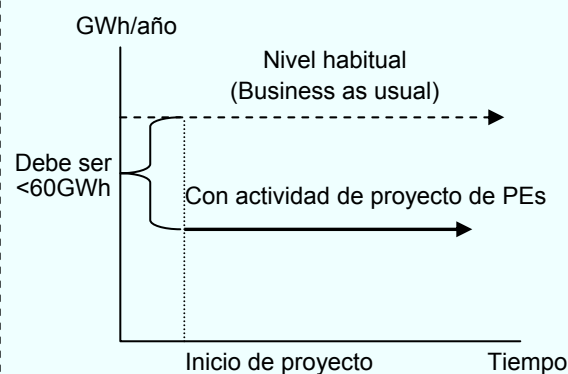 GWh/año
Nivel habitual
(Business as usual)
Debe ser
<60GWh
Con actividad de proyecto de PEs
Inicio de proyecto
Tiempo